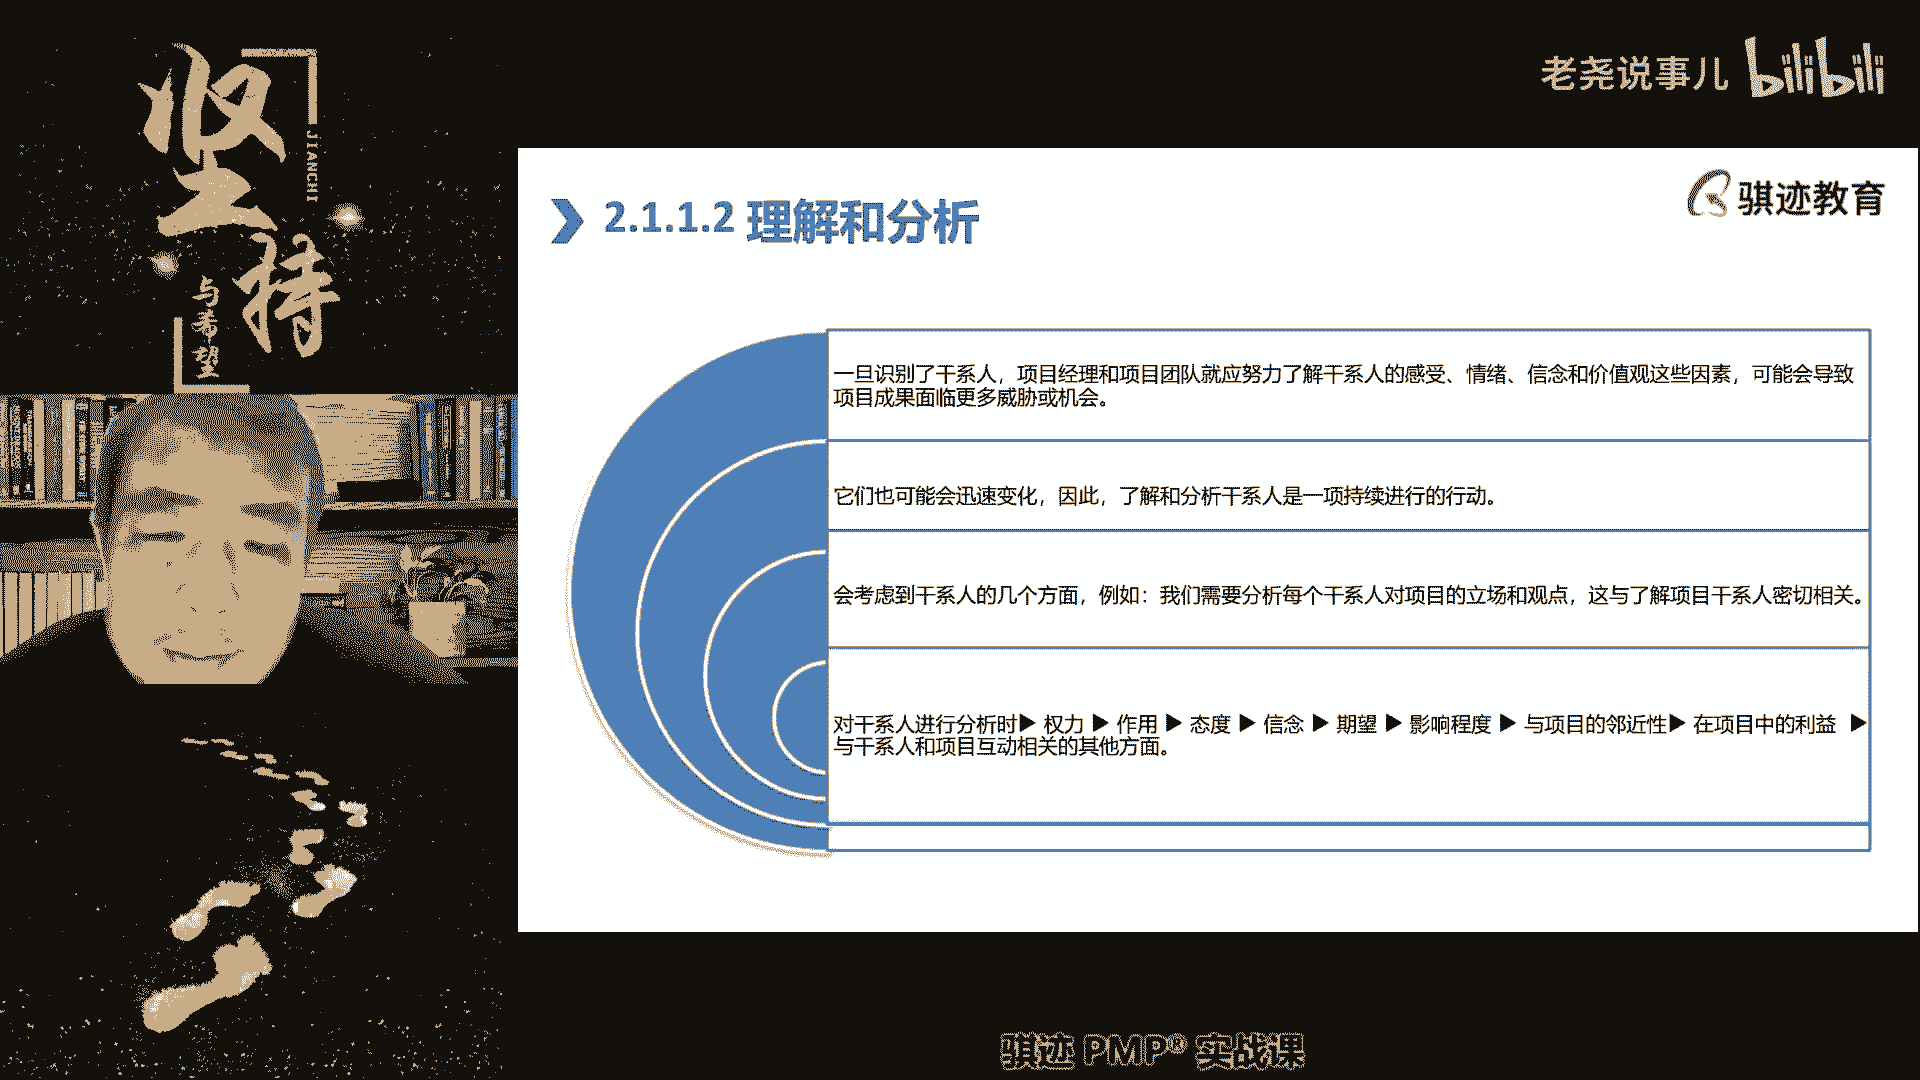 坚持
JIANCHI
与希望
老尧说事儿 bilibili
骐迹教育
2.1.1.2 理解和分析
一旦识别了干系人，项目经理和项目团队就应努力了解干系人的感受、情绪、信念和价值观这些因素，可能会导致
项目成果面临更多威胁或机会。
它们也可能会迅速变化，因此，了解和分析干系人是一项持续进行的行动。
会考虑到干系人的几个方面，例如：我们需要分析每个干系人对项目的立场和观点，这与了解项目干系人密切相关。
对干系人进行分析时▶ 权力 ▶ 作用 ▶ 态度 ▶ 信念 ▶ 期望 ▶ 影响程度 ▶ 与项目的邻近性▶ 在项目中的利益 ▶
与干系人和项目互动相关的其他方面。
骐迹 PMP® 实战课